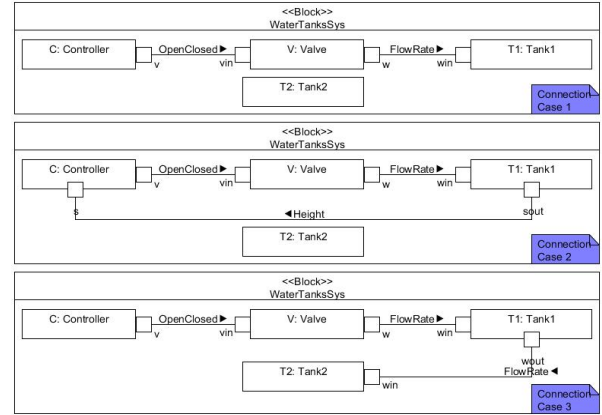 <<Block>>
WaterTanksSys
C: Controller
OpenClosed ▶
V: Valve
FlowRate ▶
T1: Tank1
v
vin
w
win
T2: Tank2
Connection
Case 1
<<Block>>
WaterTanksSys
C: Controller
OpenClosed ▶
V: Valve
FlowRate ▶
T1: Tank1
v
vin
w
win
s
◀ Height
sout
T2: Tank2
Connection
Case 2
<<Block>>
WaterTanksSys
C: Controller
OpenClosed ▶
V: Valve
FlowRate ▶
T1: Tank1
v
vin
w
win
wout
FlowRate ◀
T2: Tank2
win
Connection
Case 3